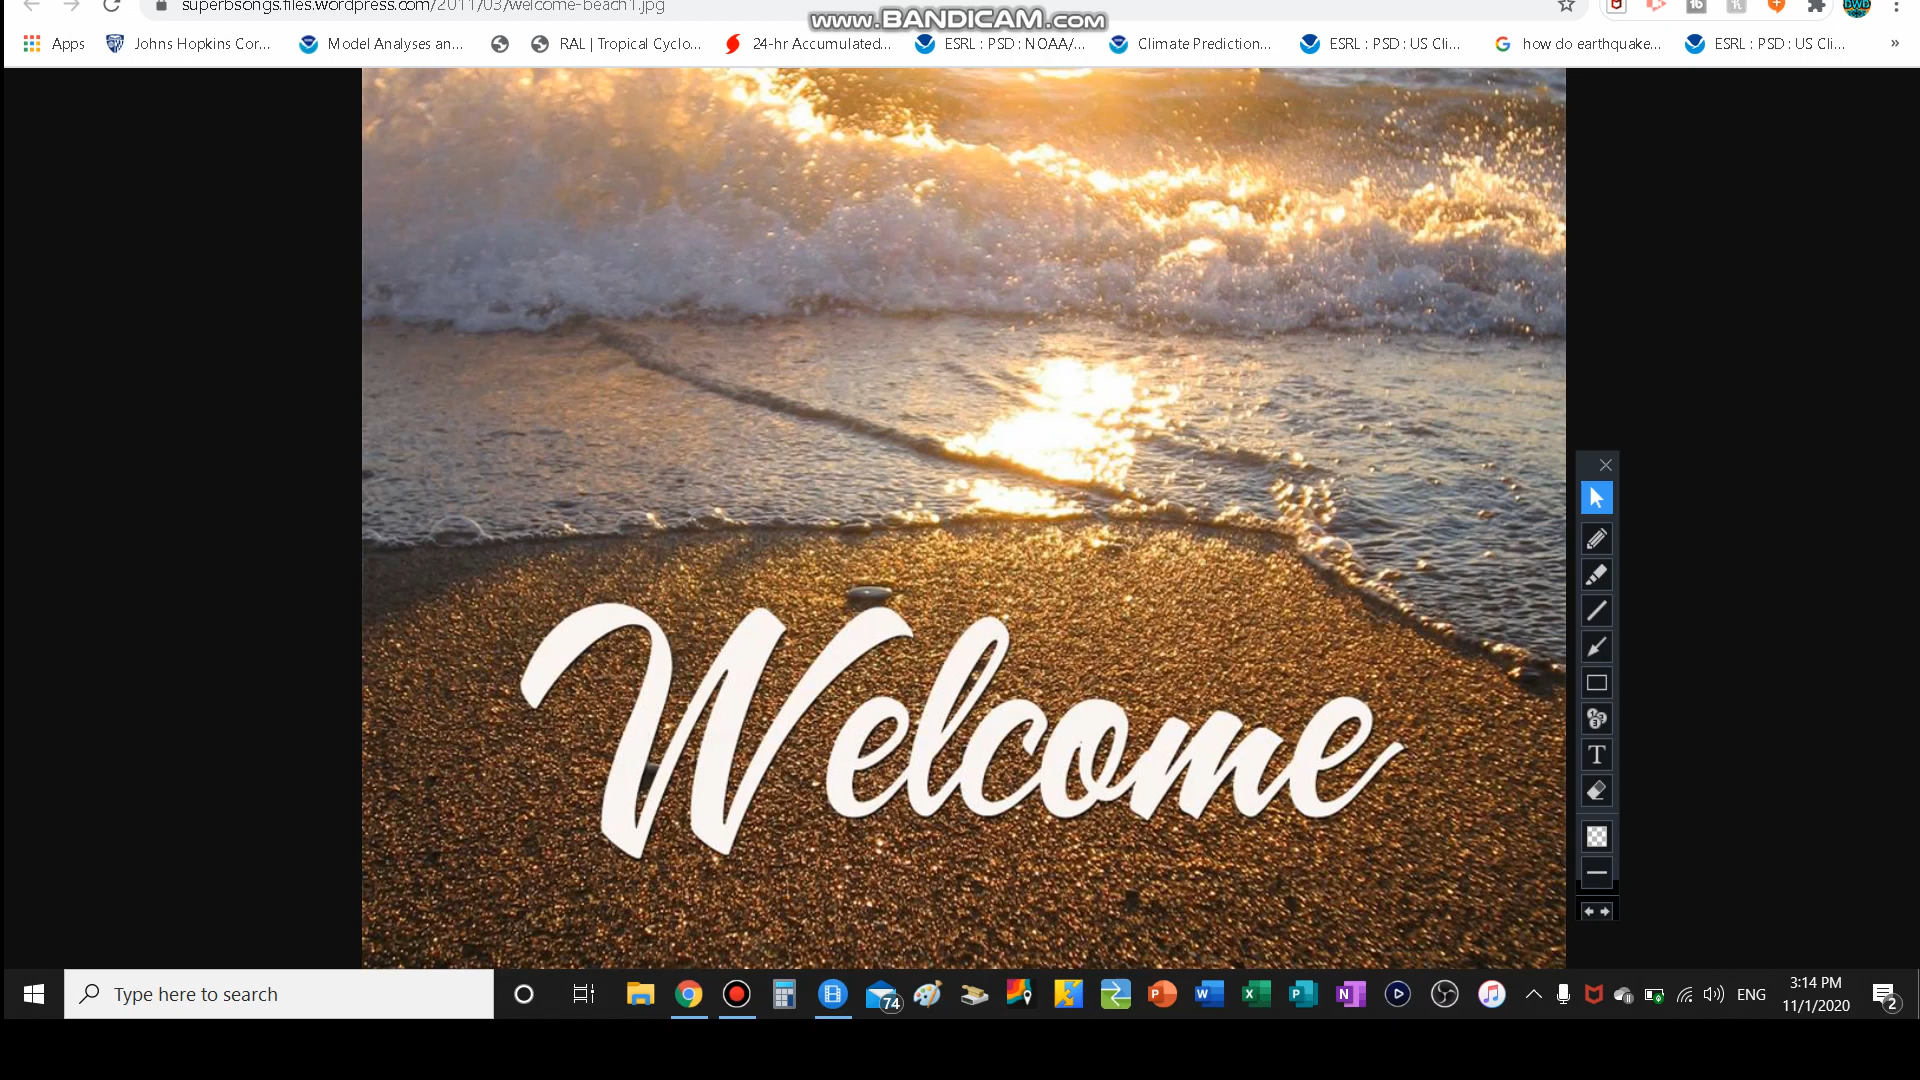 superbsongs.files.wordpress.com/2011/03/welcome-beach1.jpg
www.BANDICAM.com
Apps
Johns Hopkins Cor...
Model Analyses an...
RAL | Tropical Cyclo...
24-hr Accumulated...
ESRL : PSD : NOAA/...
Climate Prediction...
ESRL : PSD : US Cli...
how do earthquake...
ESRL : PSD : US Cli...
»
Welcome
T
Type here to search
74
ENG
3:14 PM
11/1/2020
2